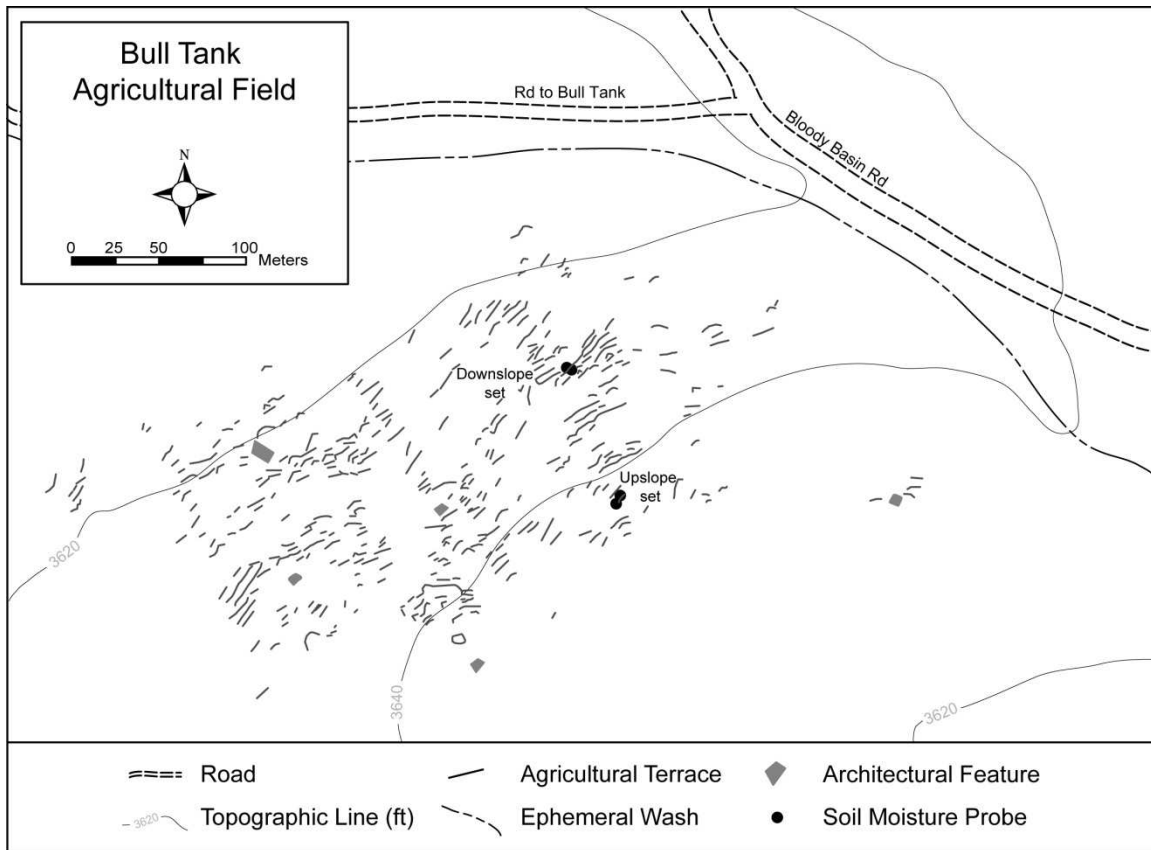 Bull Tank
Agricultural Field
N
0 25 50 100
Meters
Rd to Bull Tank
Bloody Basin Rd
Downslope
set
Upslope
set
3620
3640
3620
Road
Agricultural Terrace
Architectural Feature
3620
Topographic Line (ft)
Ephemeral Wash
Soil Moisture Probe